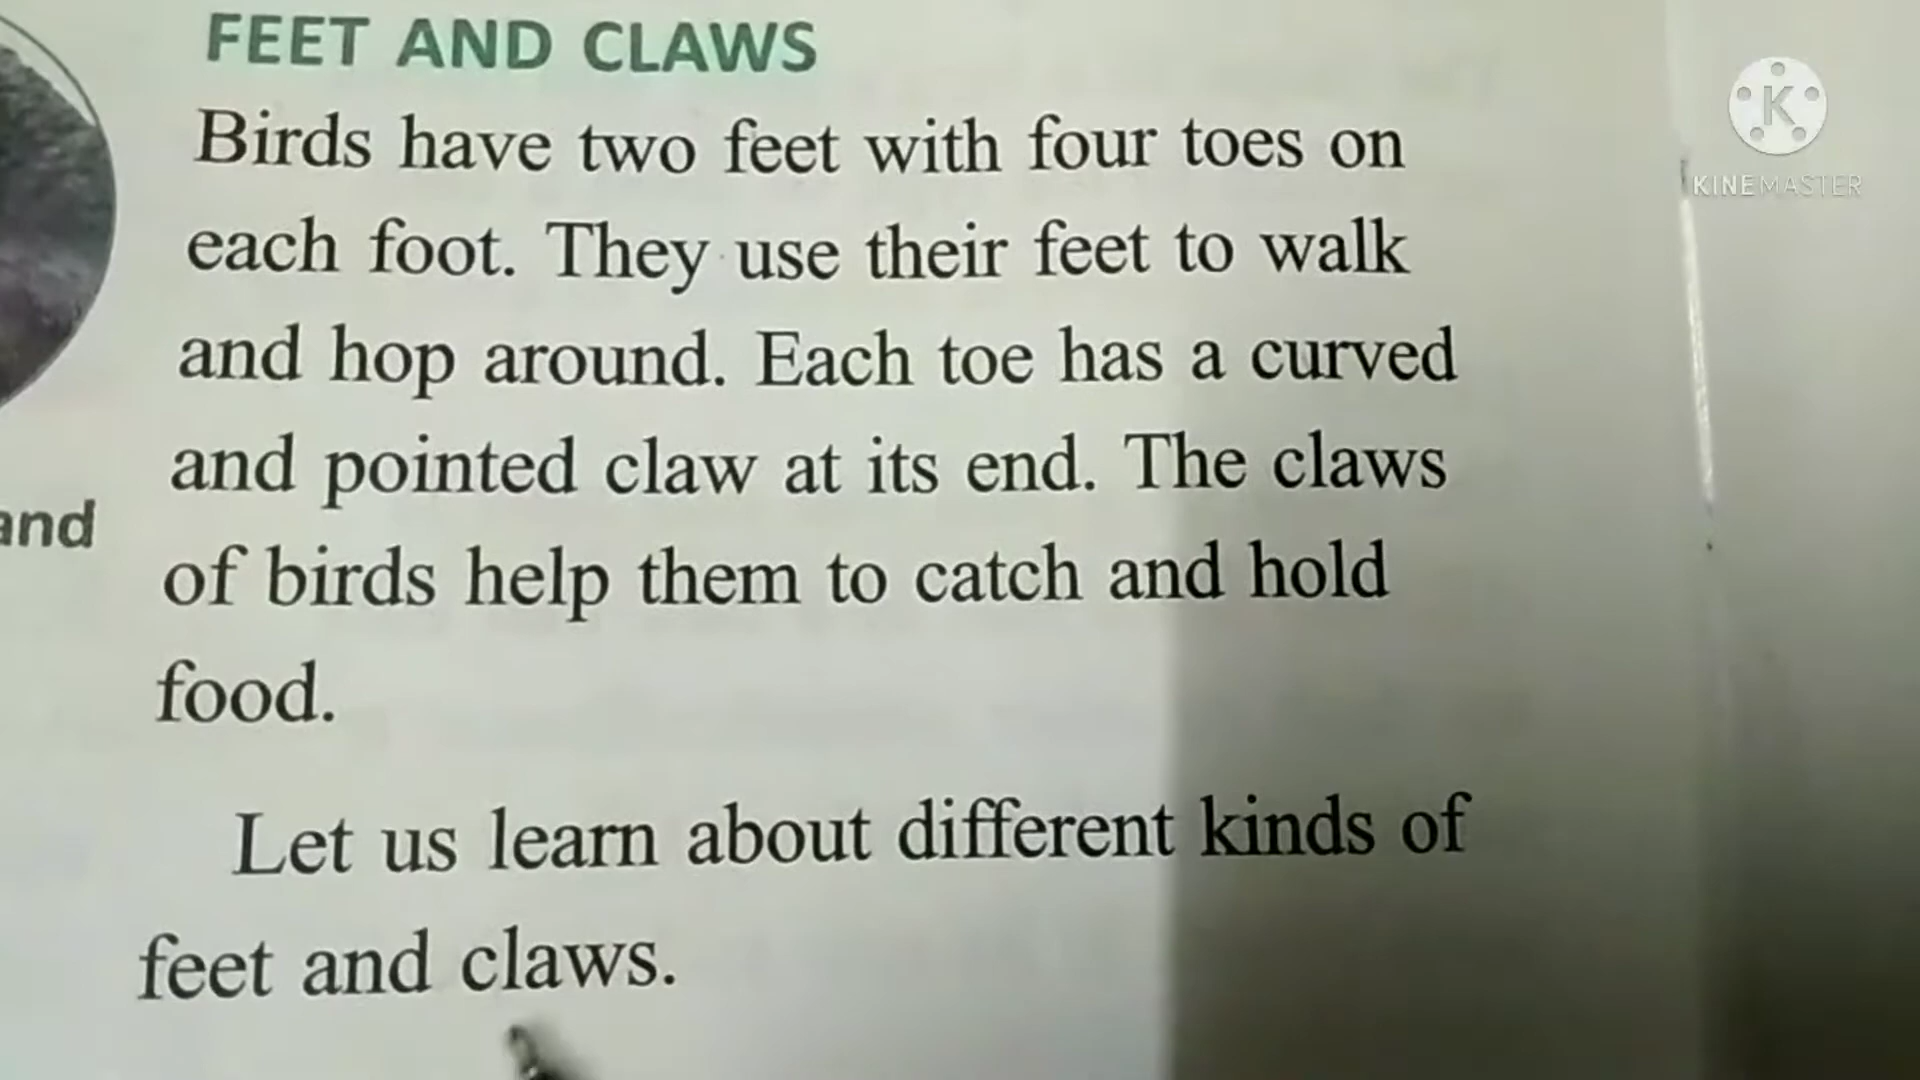 FEET AND CLAWS
Birds have two feet with four toes on
each foot. They use their feet to walk
and hop around. Each toe has a curved
and pointed claw at its end. The claws
of birds help them to catch and hold
food.
Let us learn about different kinds of
feet and claws.
and
K
KINEMASTER